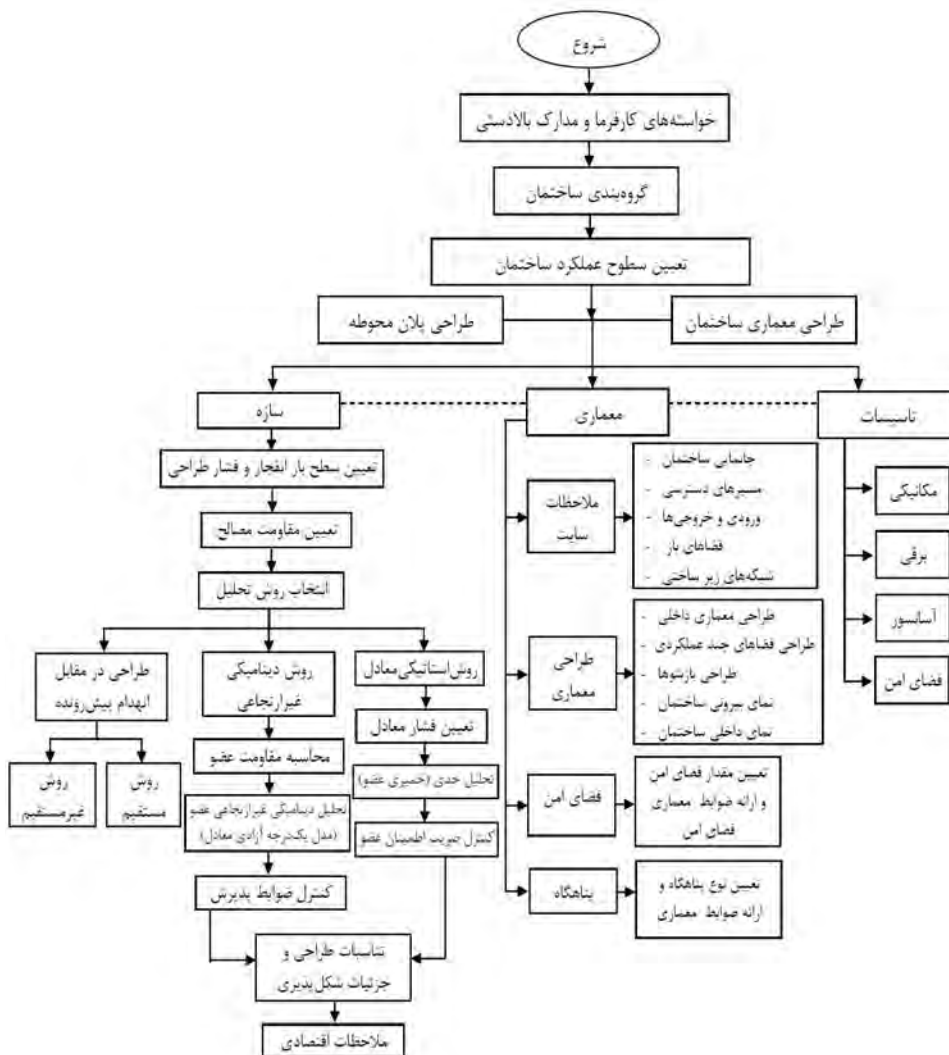 شروع
خواسته‌های کارفرما و مدارک بالادستی
گروه‌بندی ساختمان
تعیین سطوح عملکرد ساختمان
طراحی معماری ساختمان
طراحی پلان محوطه
تاسیسات
معماری
سازه
مکانیکی
برقی
آسانسور
فضای امن
ملاحظات
سایت
- جانمایی ساختمان
- مسیرهای دسترسی
- ورودی و خروجی‌ها
- فضاهای باز
- شبکه‌های زیر ساختی
طراحی
معماری
- طراحی معماری داخلی
- طراحی فضاهای چند عملکردی
- طراحی بازشوها
- نمای بیرونی ساختمان
- نمای داخلی ساختمان
فضای امن
تعیین مقدار فضای امن
و ارائه ضوابط معماری
فضای امن
پناهگاه
تعیین نوع پناهگاه و
ارائه ضوابط معماری
تعیین سطح بار انفجار و فشار طراحی
تعیین مقاومت مصالح
انتخاب روش تحلیل
روش استاتیکی معادل
تعیین فشار معادل
تحلیل حدی (خمیری عضو)
کنترل ضریب اطمینان عضو
روش دینامیکی
غیرارتجاعی
محاسبه مقاومت عضو
تحلیل دینامیکی غیرارتجاعی عضو
(مدل یک‌درجه آزادی معادل)
کنترل ضوابط پذیرش
طراحی در مقابل
انهدام پیش‌رونده
روش
مستقیم
روش
غیرمستقیم
تناسبات طراحی و
جزئیات شکل‌پذیری
ملاحظات اقتصادی